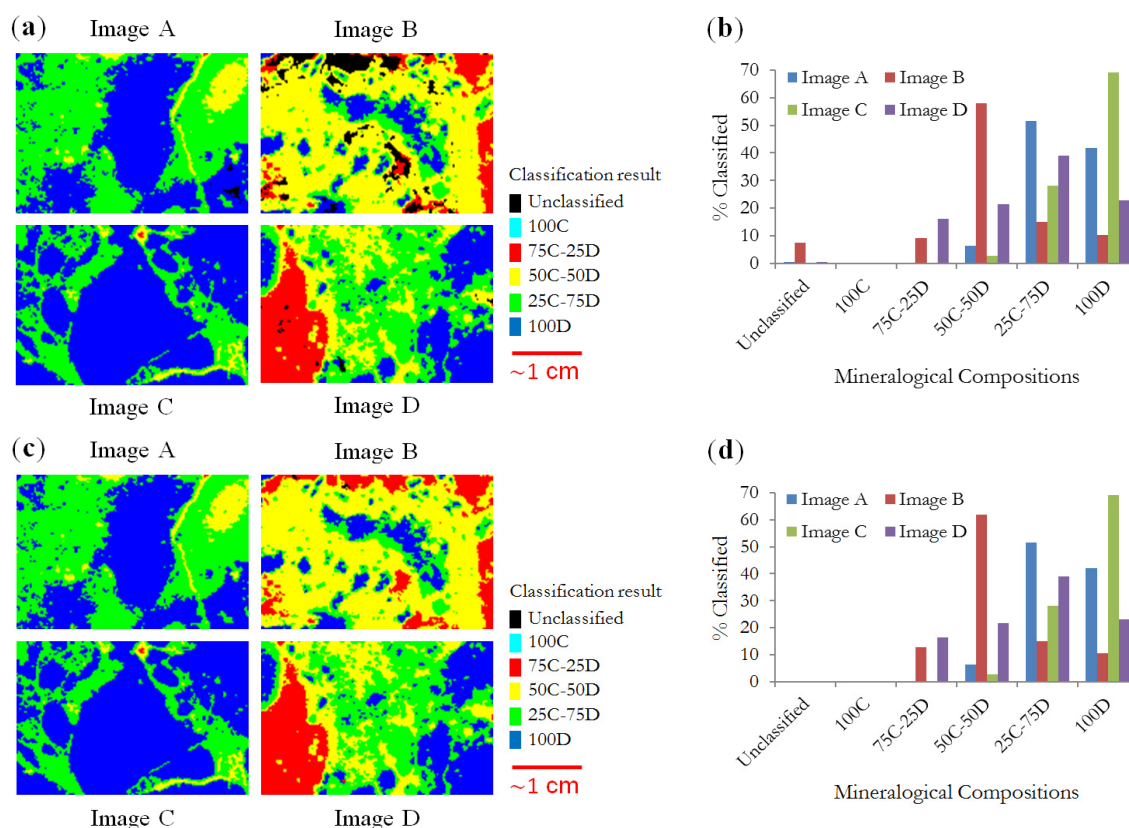 (a)
Image A
Image B
Classification result
Unclassified
100C
75C-25D
50C-50D
25C-75D
100D
~1 cm
Image C
Image D
(b)
% Classified
70
60
50
40
30
20
10
0
Image A
Image B
Image C
Image D
Unclassified
100C
75C-25D
50C-50D
25C-75D
100D
Mineralogical Compositions
(c)
Image A
Image B
Classification result
Unclassified
100C
75C-25D
50C-50D
25C-75D
100D
~1 cm
Image C
Image D
(d)
% Classified
70
60
50
40
30
20
10
0
Image A
Image B
Image C
Image D
Unclassified
100C
75C-25D
50C-50D
25C-75D
100D
Mineralogical Compositions